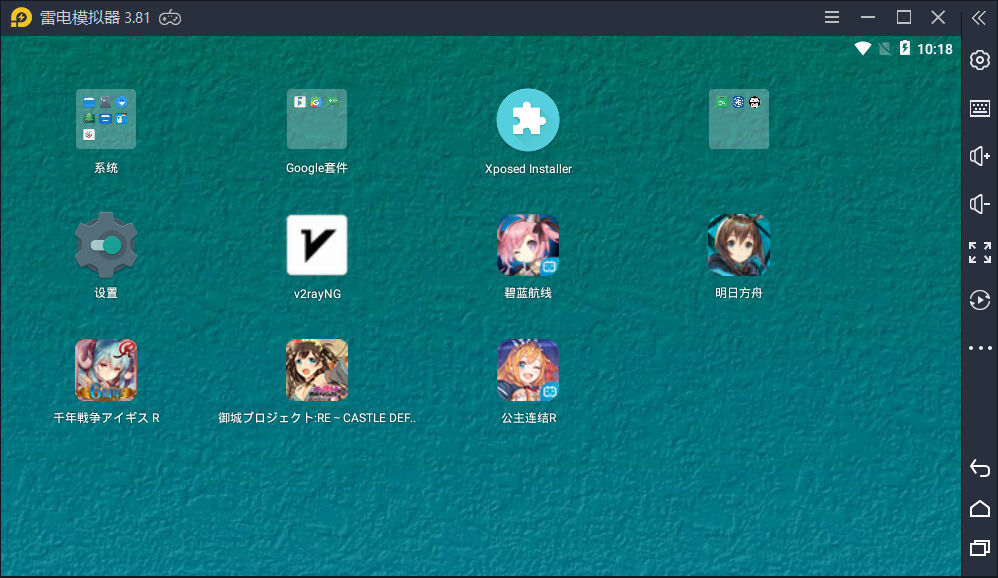 雷电模拟器 3.81
10:18
系统
Google套件
Xposed Installer
设置
v2rayNG
碧蓝航线
明日方舟
千年戦争アイギス R
御城プロジェクト:RE～CASTLE DEF..
公主连结R